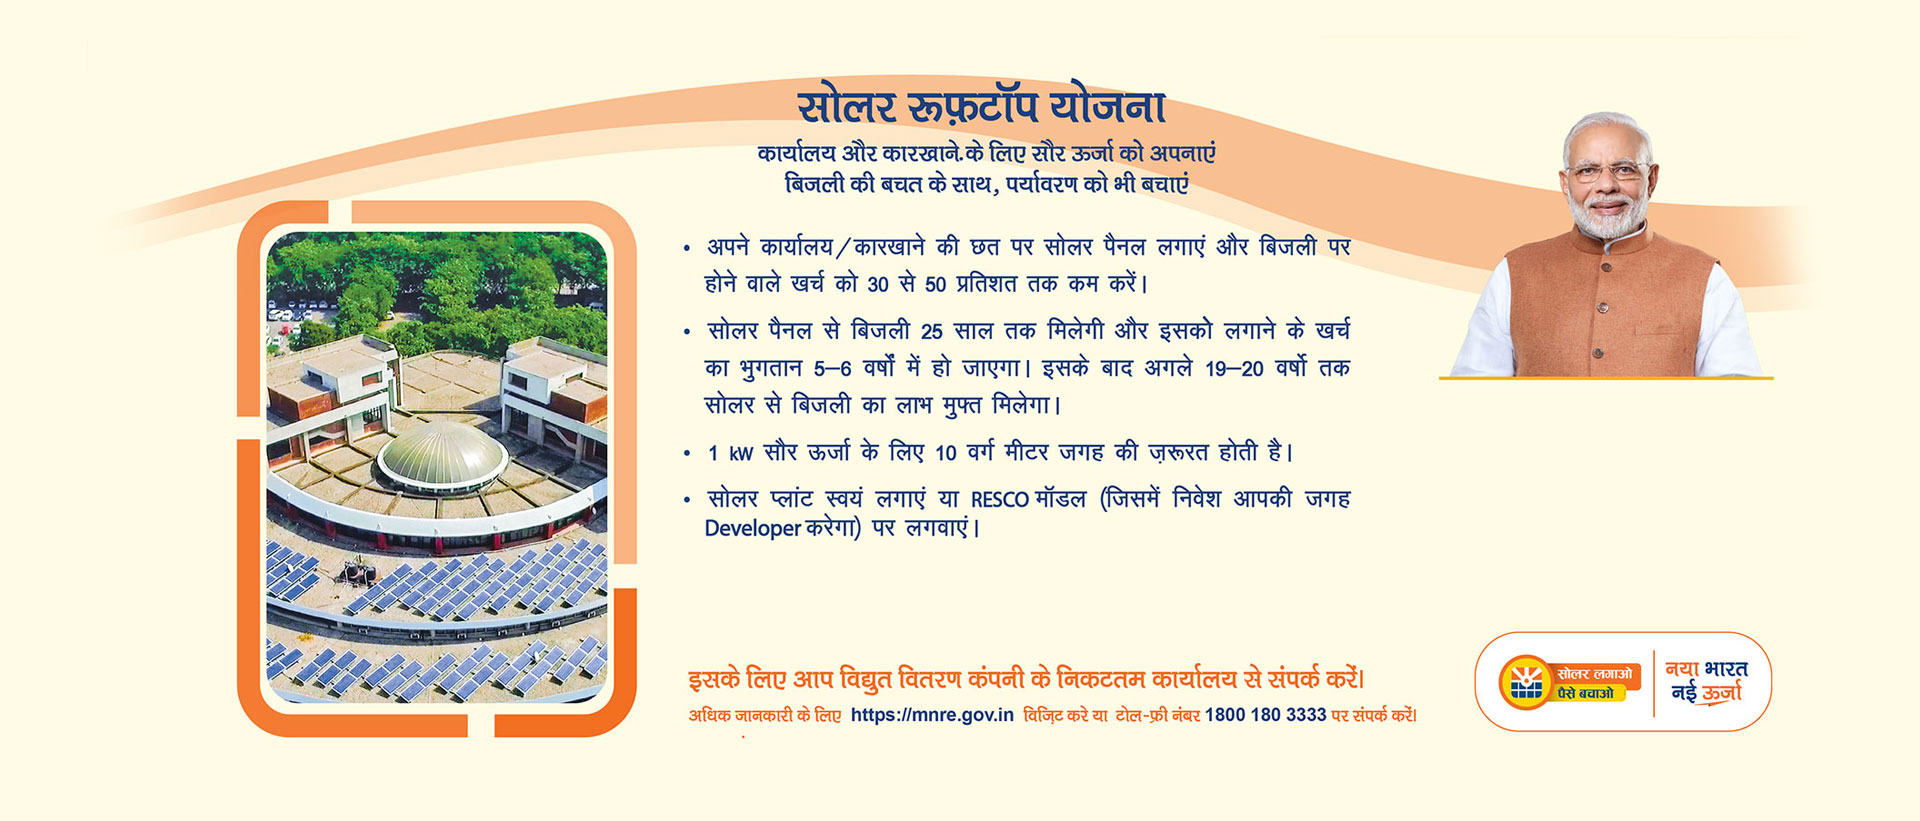 सोलर रूफ़टॉप योजना
कार्यालय और कारखाने.के लिए सौर ऊर्जा को अपनाएं
बिजली की बचत के साथ, पर्यावरण को भी बचाएं
• अपने कार्यालय/कारखाने की छत पर सोलर पैनल लगाएं और बिजली पर
होने वाले खर्च को 30 से 50 प्रतिशत तक कम करें।
• सोलर पैनल से बिजली 25 साल तक मिलेगी और इसको लगाने के खर्च
का भुगतान 5–6 वर्षों में हो जाएगा। इसके बाद अगले 19–20 वर्षो तक
सोलर से बिजली का लाभ मुफ्त मिलेगा।
• 1 kW सौर ऊर्जा के लिए 10 वर्ग मीटर जगह की ज़रूरत होती है।
• सोलर प्लांट स्वयं लगाएं या RESCO मॉडल (जिसमें निवेश आपकी जगह
Developer करेगा) पर लगवाएं।
इसके लिए आप विद्युत वितरण कंपनी के निकटतम कार्यालय से संपर्क करें।
अधिक जानकारी के लिए https://mnre.gov.in विज़िट करे या टोल-फ्री नंबर 1800 180 3333 पर संपर्क करें।
सोलर लगाओ
पैसे बचाओ
नया भारत
नई ऊर्जा